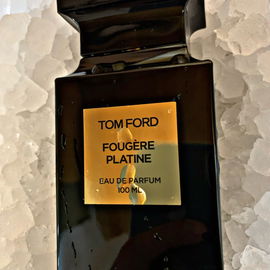 TOM FORD
FOUGÈRE
PLATINE
EAU DE PARFUM
100 ML